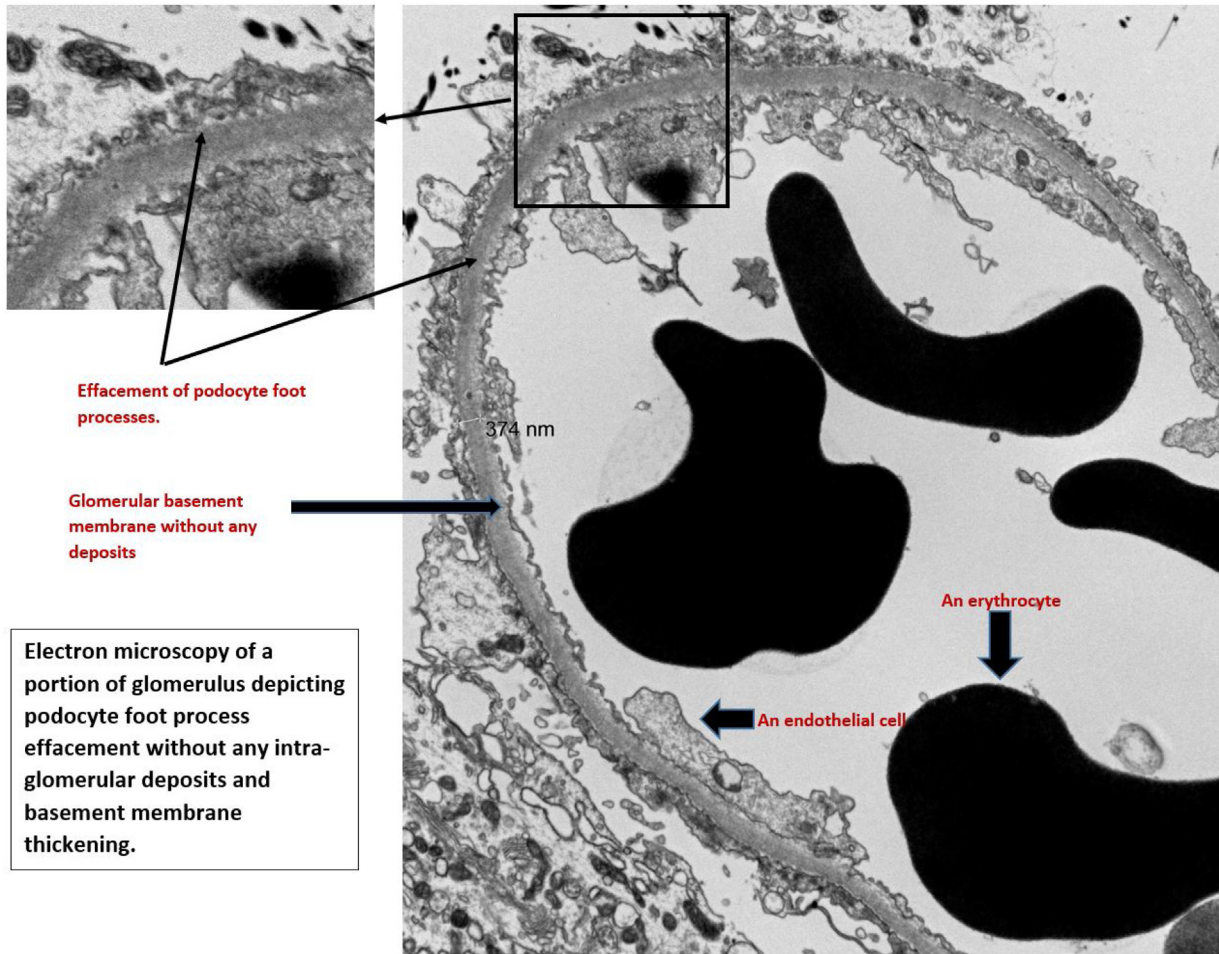 Effacement of podocyte foot
processes.
374 nm
Glomerular basement
membrane without any
deposits
An erythrocyte
An endothelial cell
Electron microscopy of a
portion of glomerulus depicting
podocyte foot process
effacement without any intra-
glomerular deposits and
basement membrane
thickening.